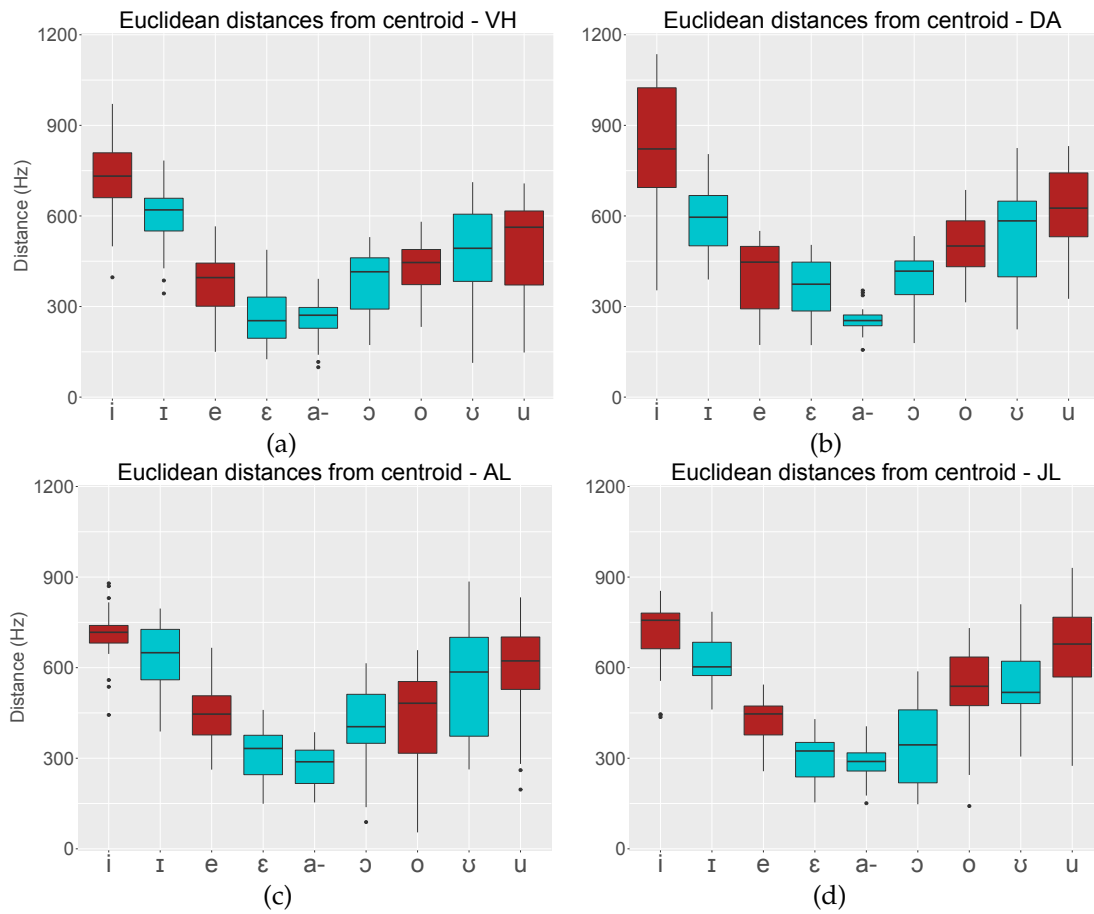 Euclidean distances from centroid - VH
1200
900
600
300
0
Distance (Hz)
i ɪ e ɛ a- ɔ o ʊ u
(a)
Euclidean distances from centroid - DA
1200
900
600
300
0
i ɪ e ɛ a- ɔ o ʊ u
(b)
Euclidean distances from centroid - AL
1200
900
600
300
0
Distance (Hz)
i ɪ e ɛ a- ɔ o ʊ u
(c)
Euclidean distances from centroid - JL
1200
900
600
300
0
i ɪ e ɛ a- ɔ o ʊ u
(d)